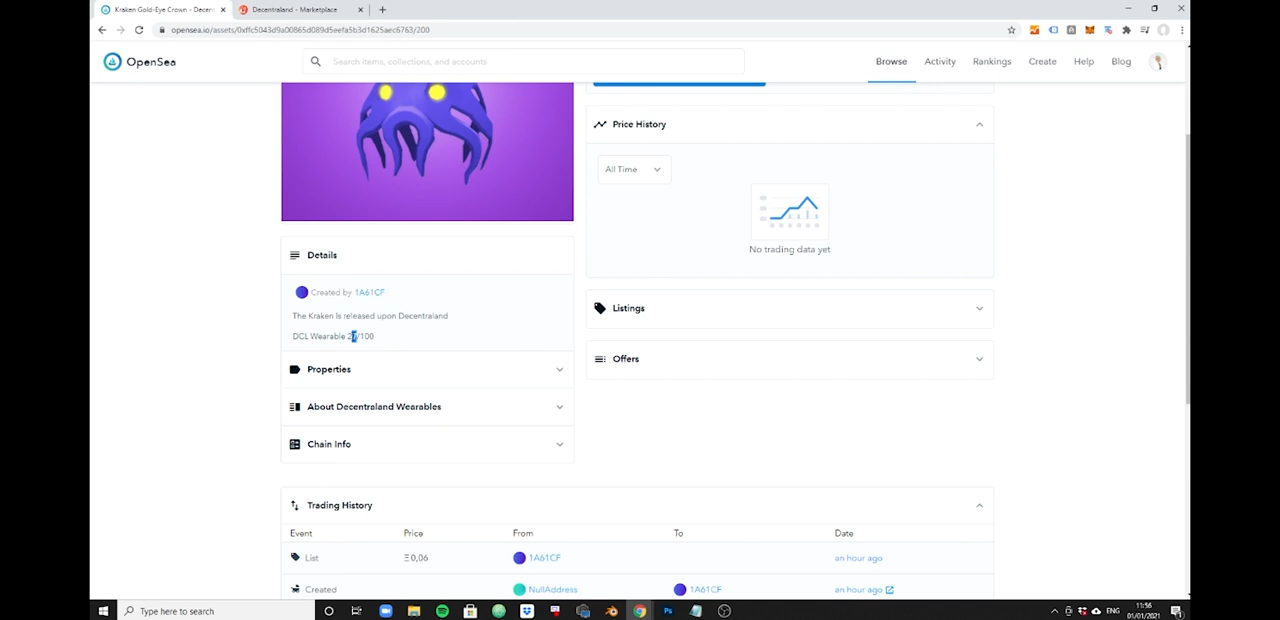 Kraken Gold-Eye Crown - Decen
Decentraland - Marketplace
opensea.io/assets/0xffc5043d9a00865d089d5eefa5b3d1625aec6763/200
OpenSea
Search items, collections, and accounts
Browse
Activity
Rankings
Create
Help
Blog
Price History
All Time
No trading data yet
Details
Created by 1A61CF
The Kraken is released upon Decentraland
DCL Wearable 27/100
Listings
Offers
Properties
About Decentraland Wearables
Chain Info
Trading History
Event Price From To Date
List Ξ0,06 1A61CF an hour ago
Created NullAddress 1A61CF an hour ago
Type here to search
ENG
11:56
01/01/2021